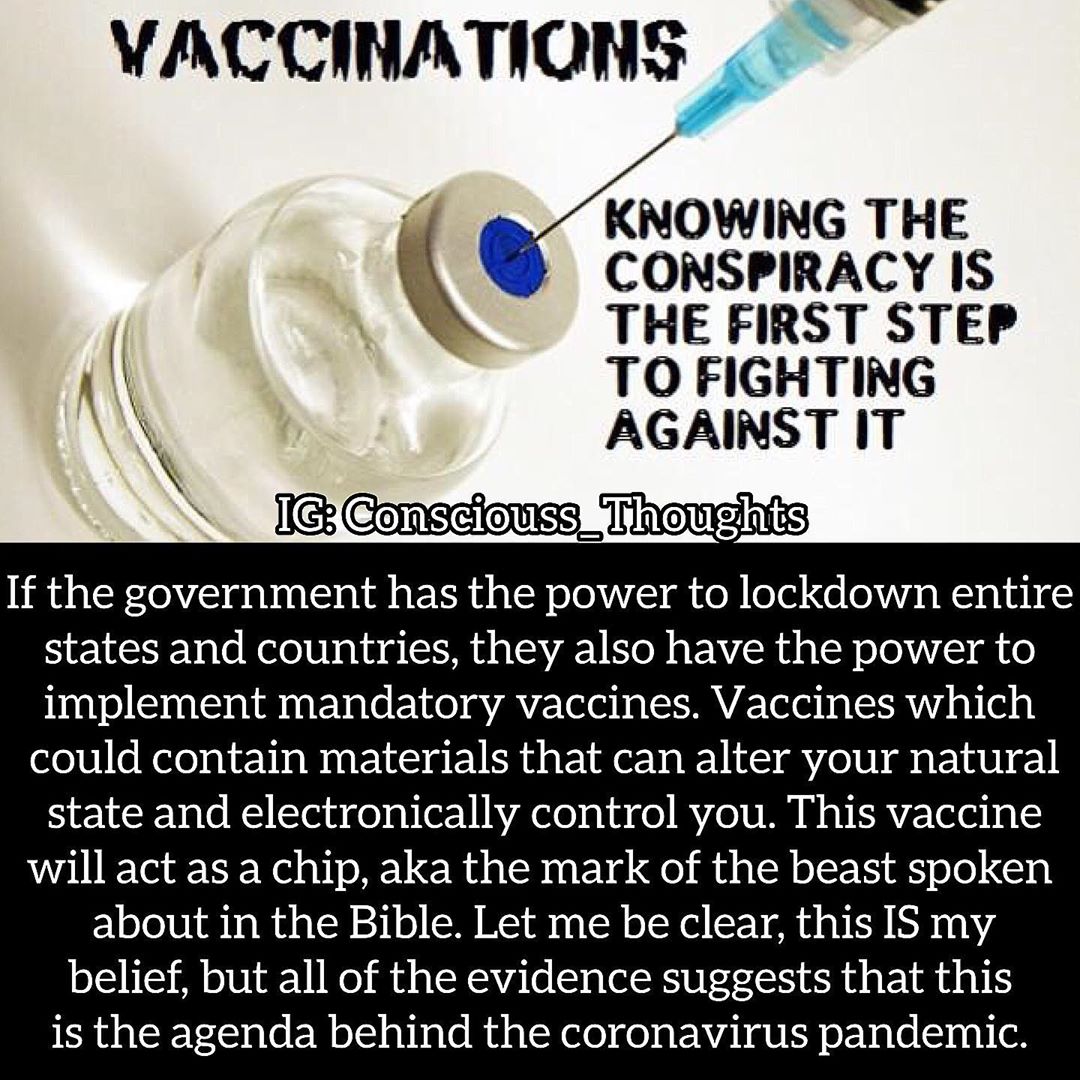 VACCINATIONS
KNOWING THE
CONSPIRACY IS
THE FIRST STEP
TO FIGHTING
AGAINST IT
IG: Consciouss_Thoughts
If the government has the power to lockdown entire
states and countries, they also have the power to
implement mandatory vaccines. Vaccines which
could contain materials that can alter your natural
state and electronically control you. This vaccine
will act as a chip, aka the mark of the beast spoken
about in the Bible. Let me be clear, this IS my
belief, but all of the evidence suggests that this
is the agenda behind the coronavirus pandemic.